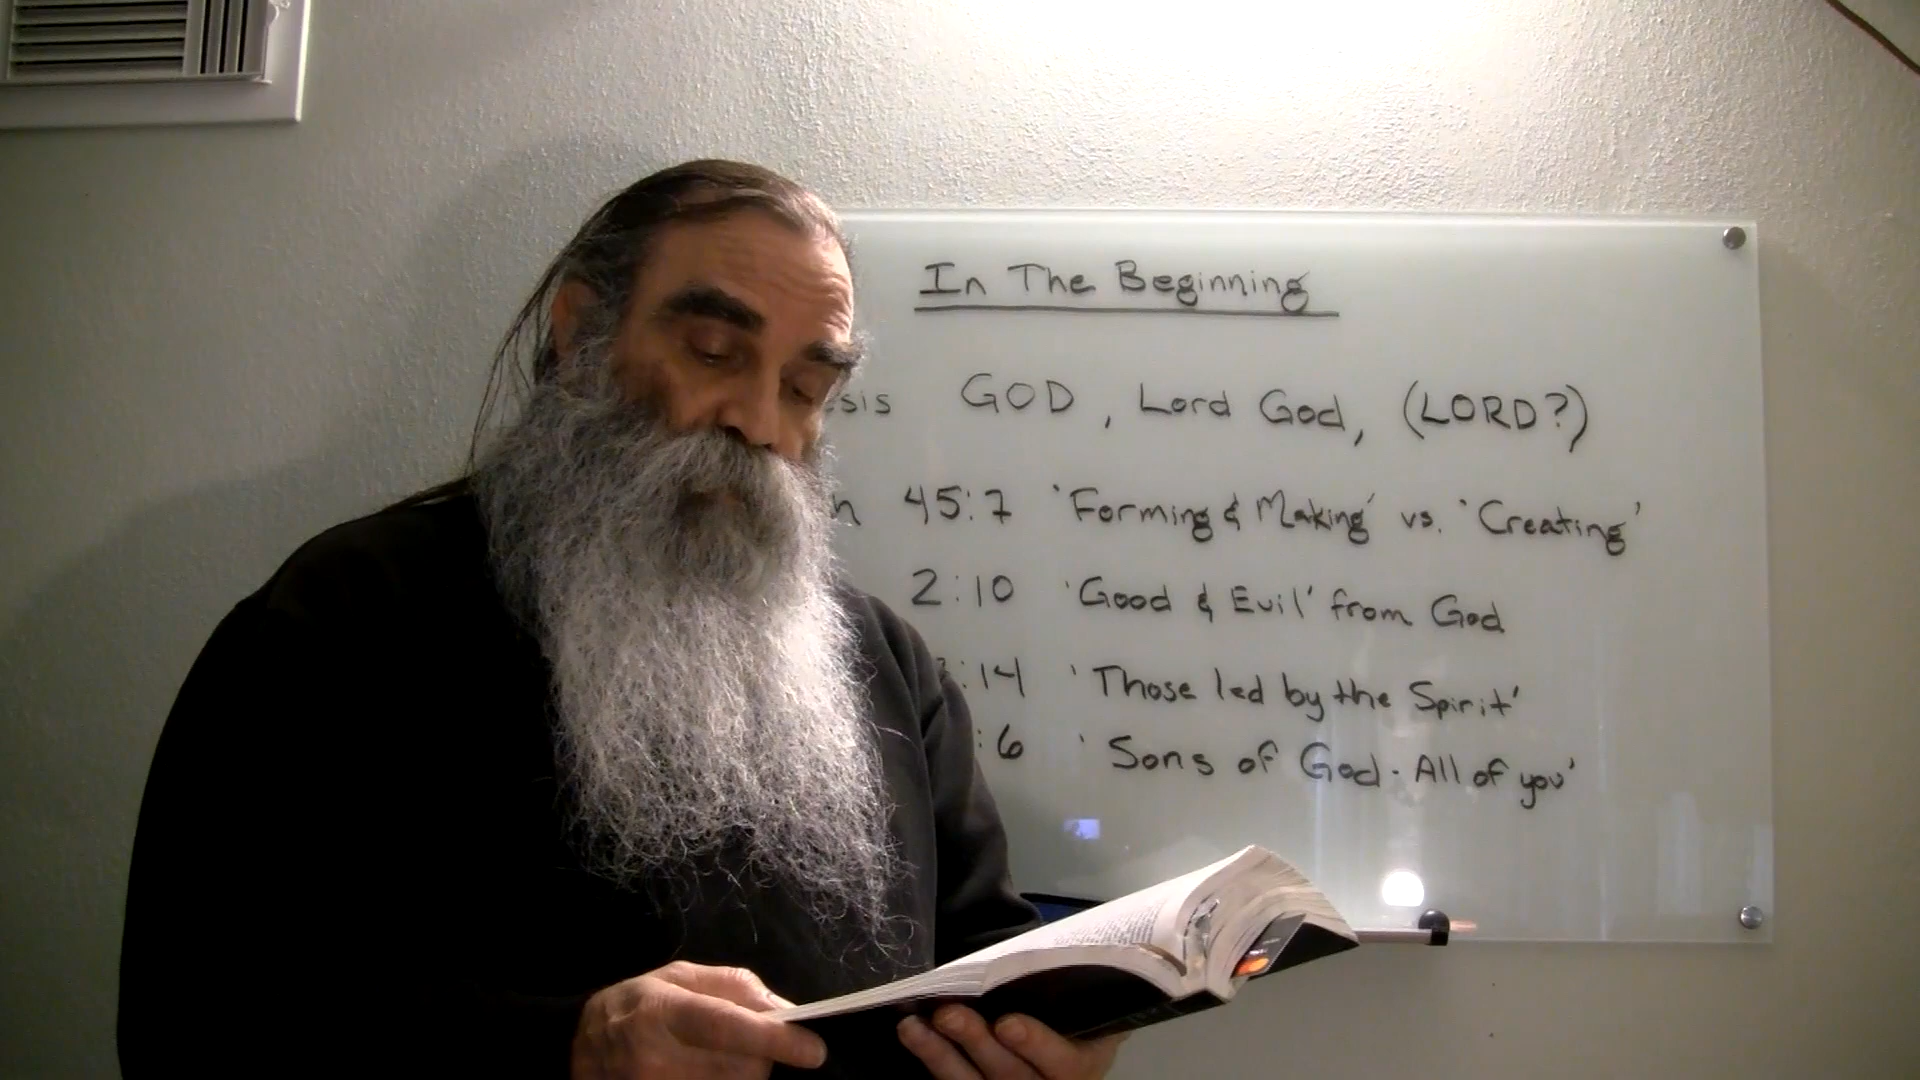 In The Beginning
sis GOD, Lord God, (LORD?)
h 45:7 'Forming & Making' vs. 'Creating'
2:10 'Good & Evil' from God
:14 'Those led by the Spirit'
:6 'Sons of God - All of you'